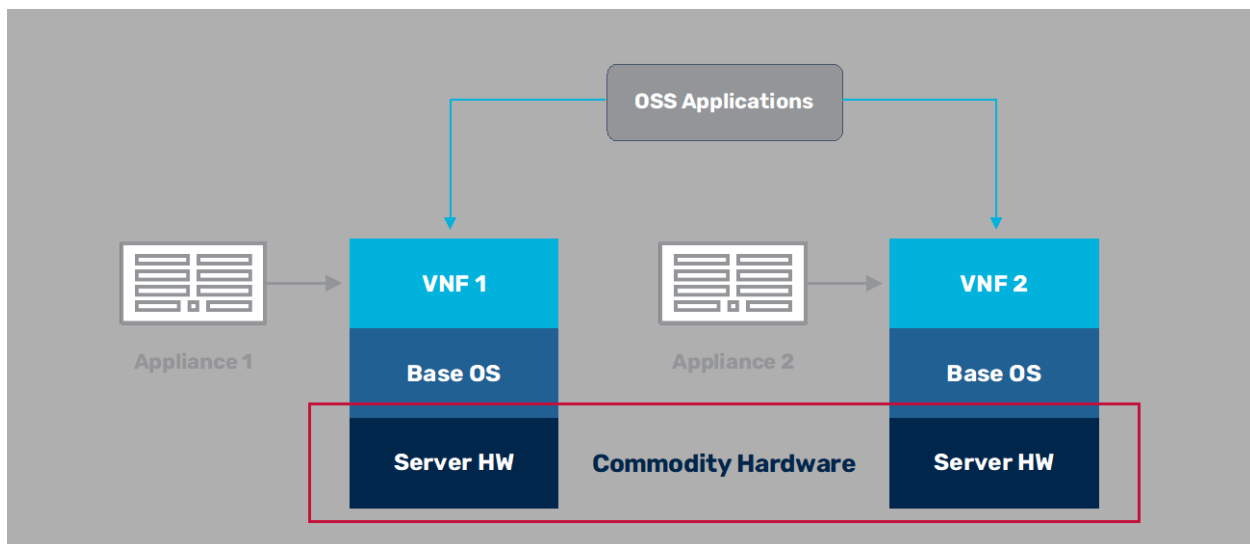 OSS Applications
VNF 1
VNF 2
Appliance 1
Base OS
Appliance 2
Base OS
Server HW
Commodity Hardware
Server HW